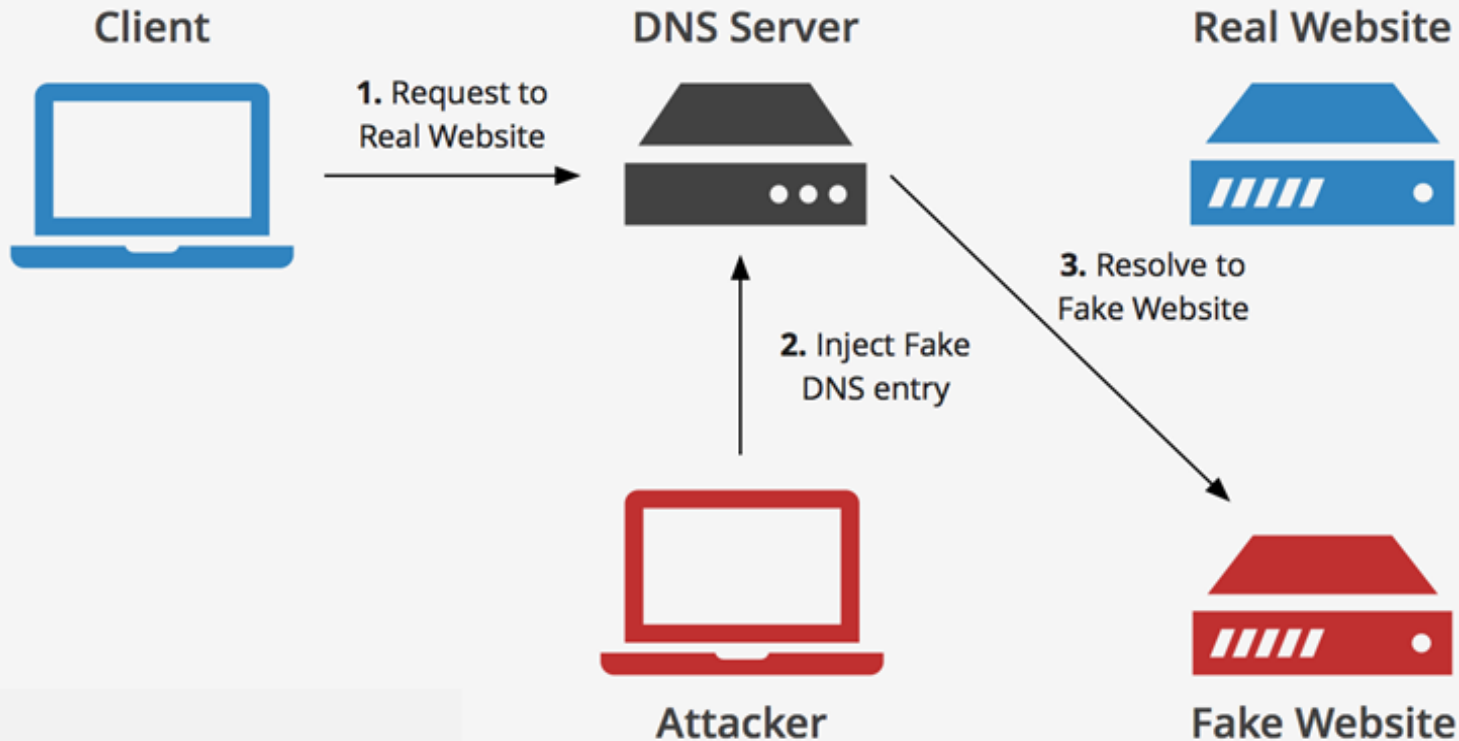 Client
DNS Server
Real Website
1. Request to
Real Website
3. Resolve to
Fake Website
2. Inject Fake
DNS entry
Attacker
Fake Website